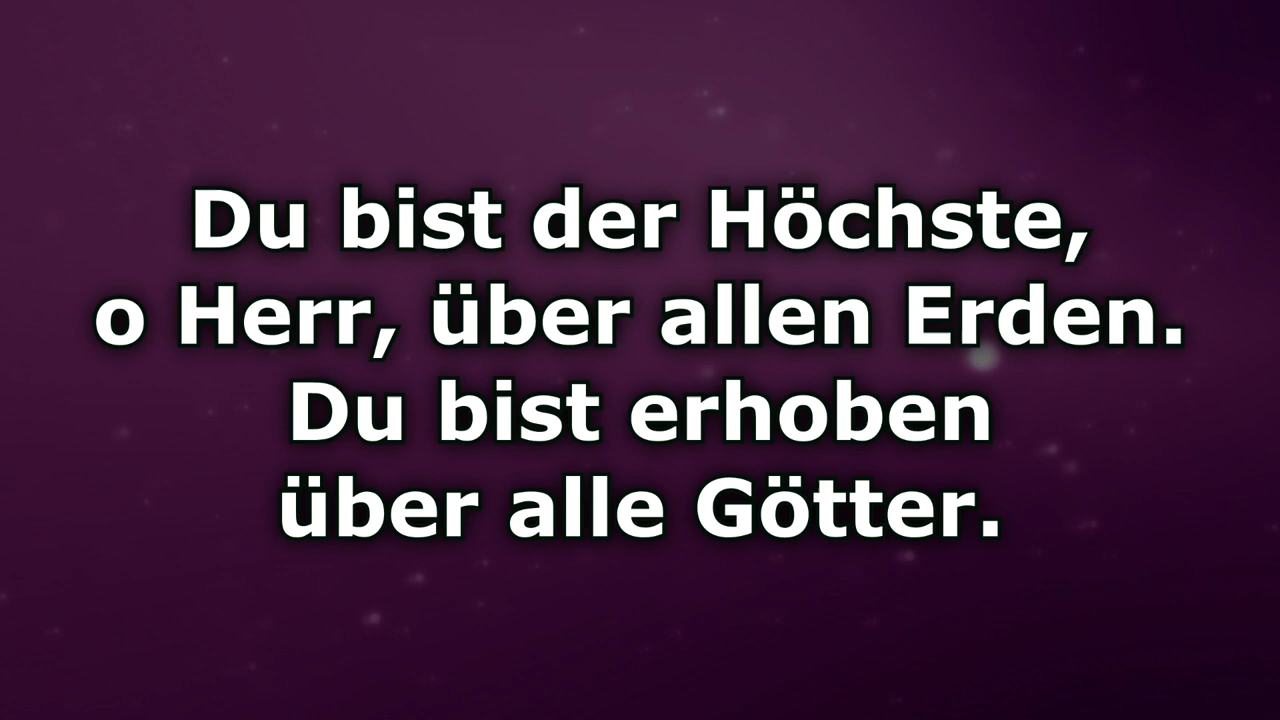 Du bist der Höchste,
o Herr, über allen Erden.
Du bist erhoben
über alle Götter.